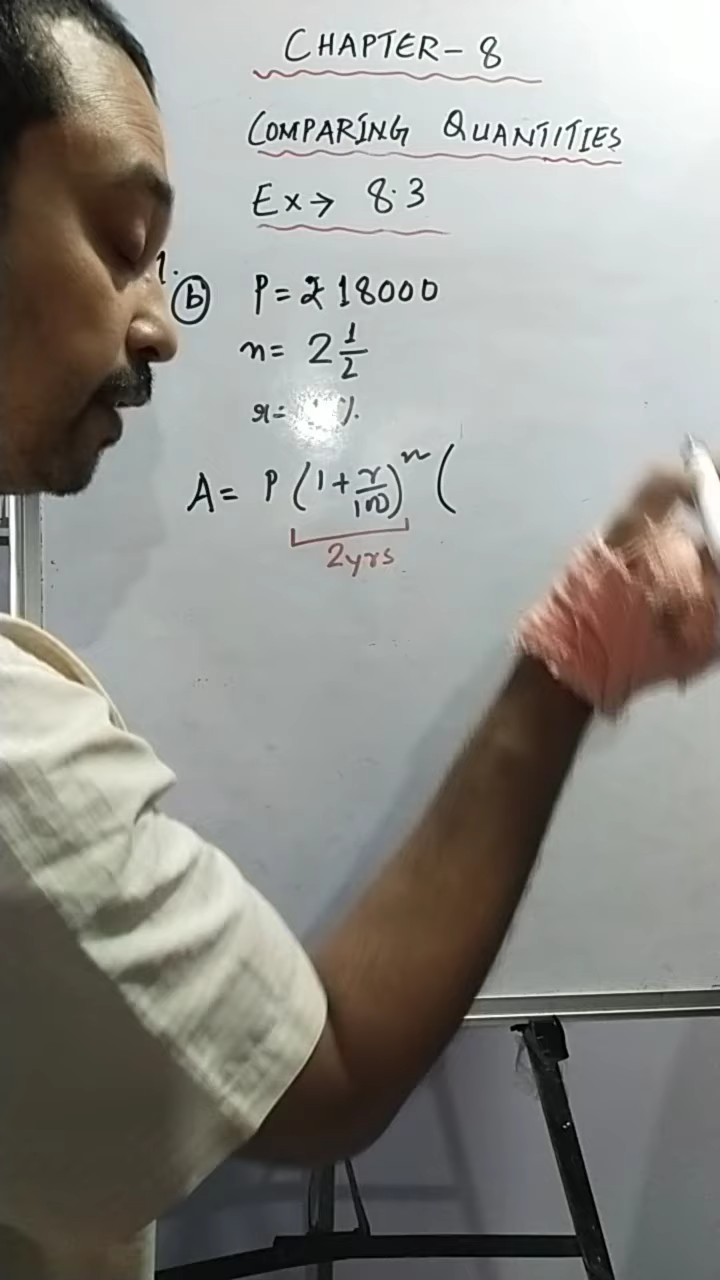 CHAPTER-8
COMPARING QUANTITIES
Ex→ 8.3
1.
(b) P = ₹ 18000
n = 2 1/2
r = %
A = P (1 + r/100)^n (
2yrs